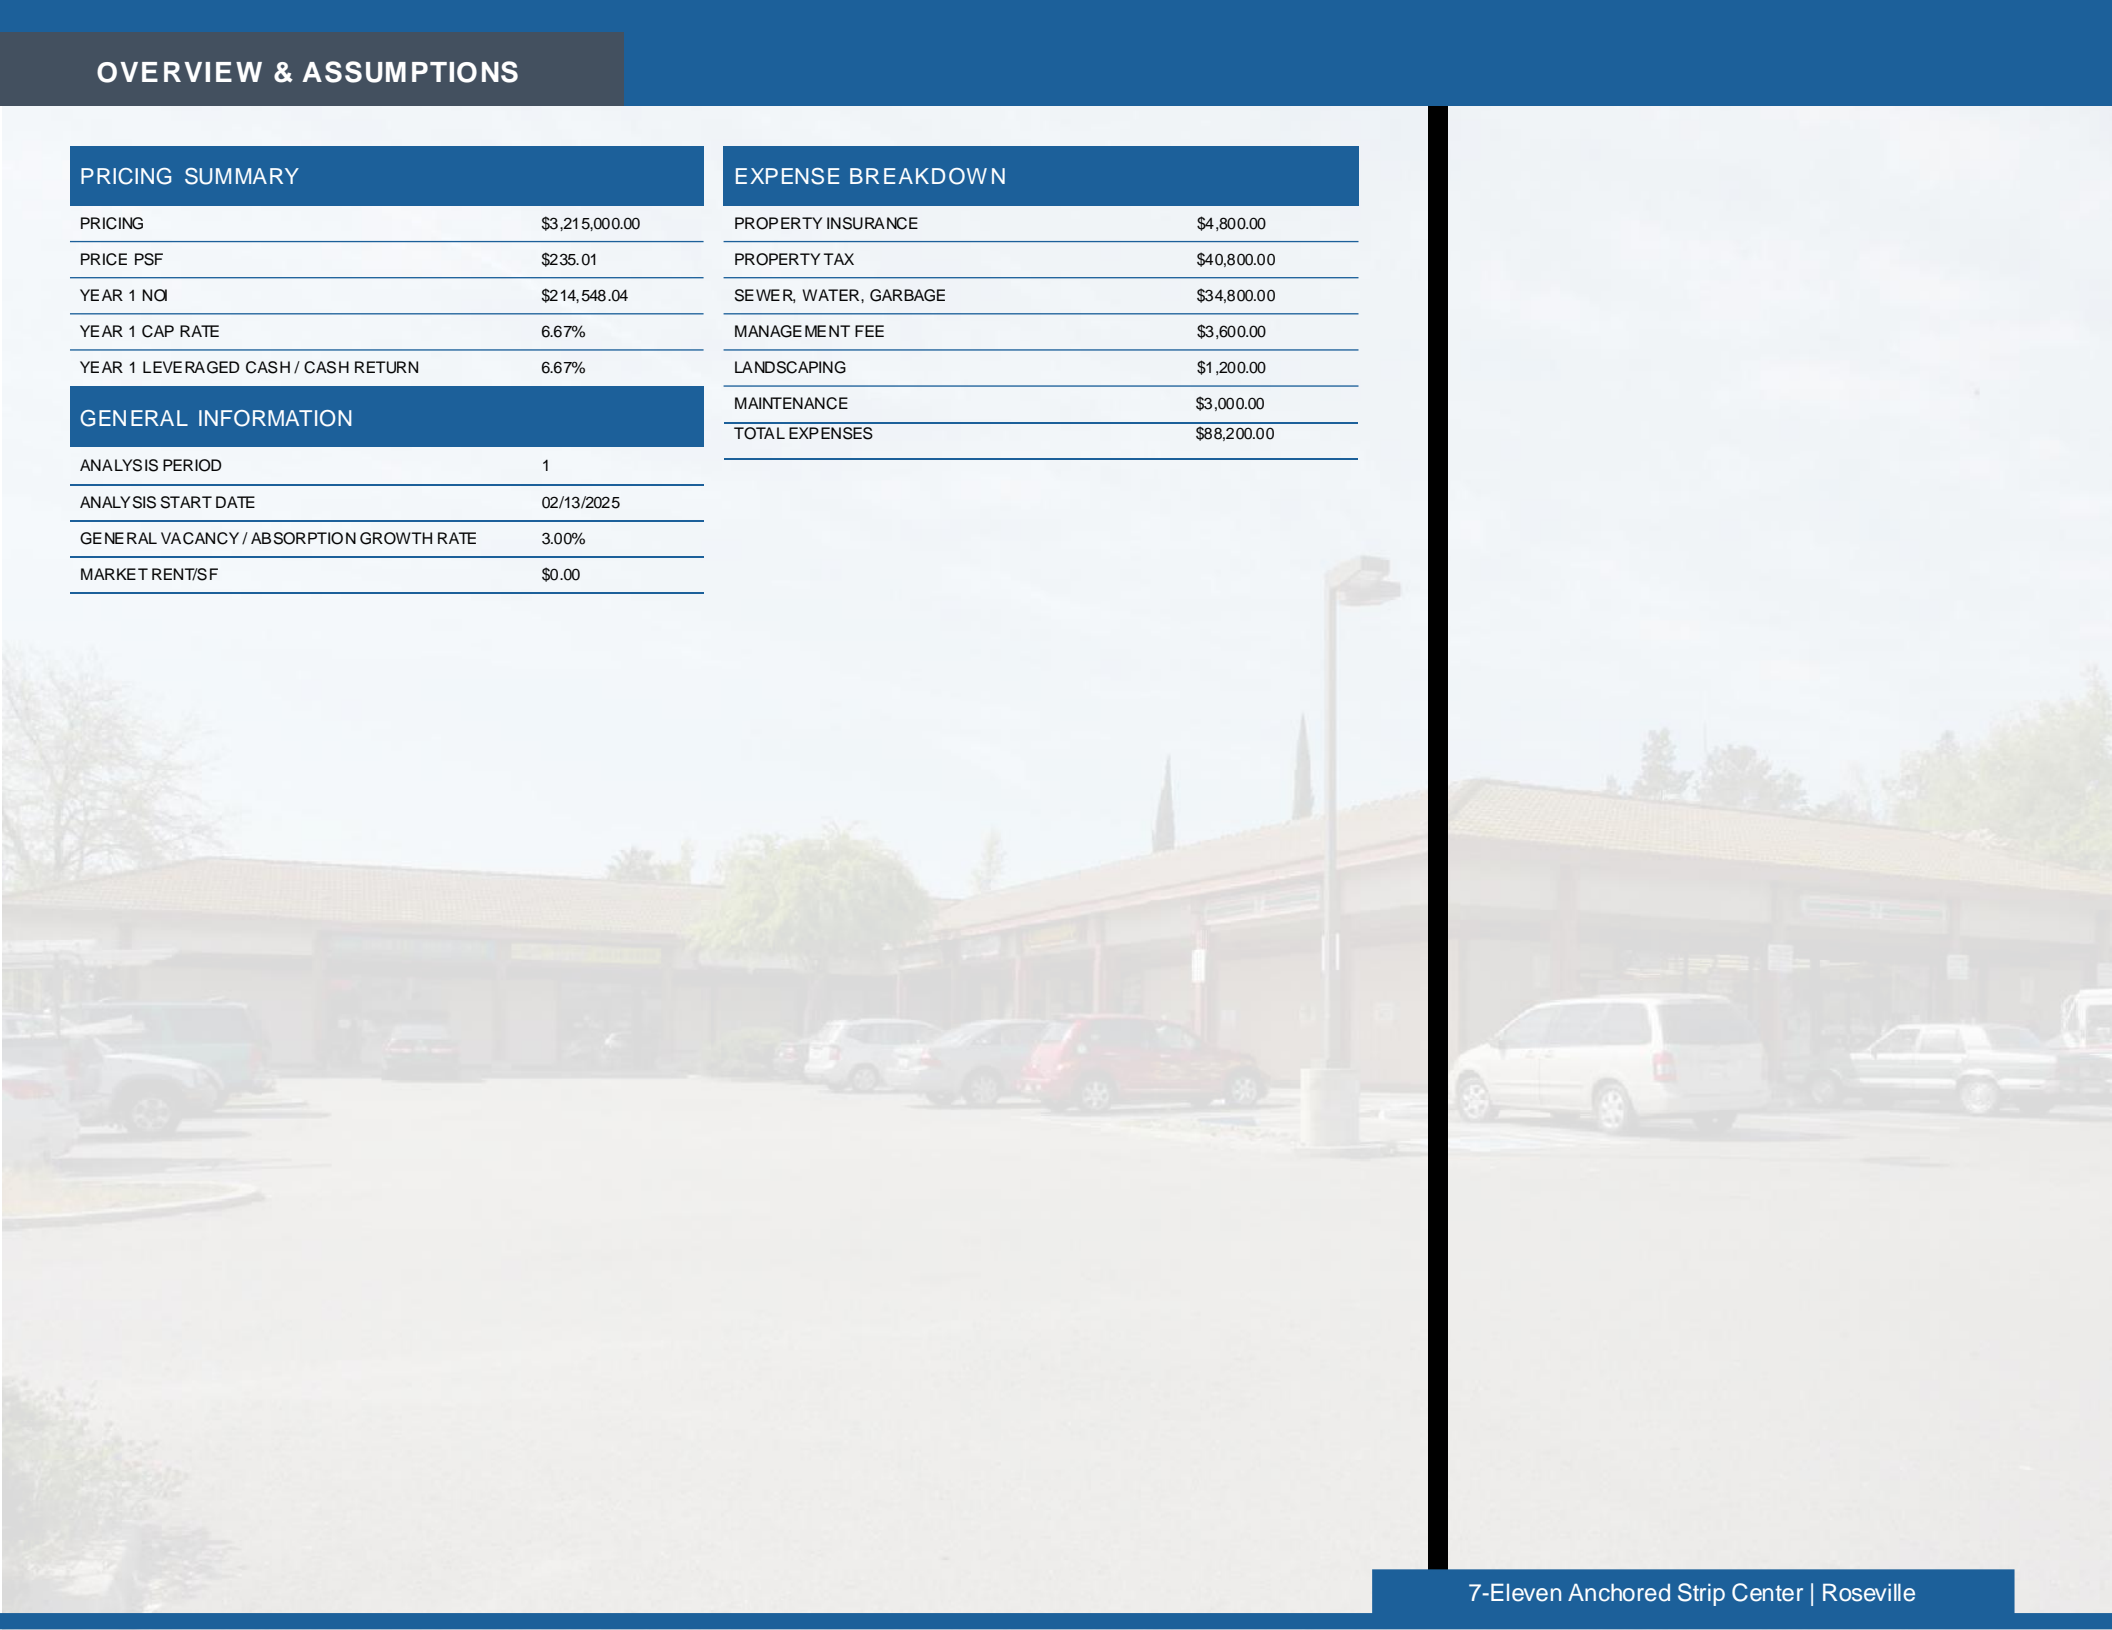 OVERVIEW & ASSUMPTIONS
PRICING SUMMARY
PRICING $3,215,000.00
PRICE PSF $235.01
YEAR 1 NOI $214,548.04
YEAR 1 CAP RATE 6.67%
YEAR 1 LEVERAGED CASH / CASH RETURN 6.67%
GENERAL INFORMATION
ANALYSIS PERIOD 1
ANALYSIS START DATE 02/13/2025
GENERAL VACANCY / ABSORPTION GROWTH RATE 3.00%
MARKET RENT/SF $0.00
EXPENSE BREAKDOWN
PROPERTY INSURANCE $4,800.00
PROPERTY TAX $40,800.00
SEWER, WATER, GARBAGE $34,800.00
MANAGEMENT FEE $3,600.00
LANDSCAPING $1,200.00
MAINTENANCE $3,000.00
TOTAL EXPENSES $88,200.00
7-Eleven Anchored Strip Center | Roseville